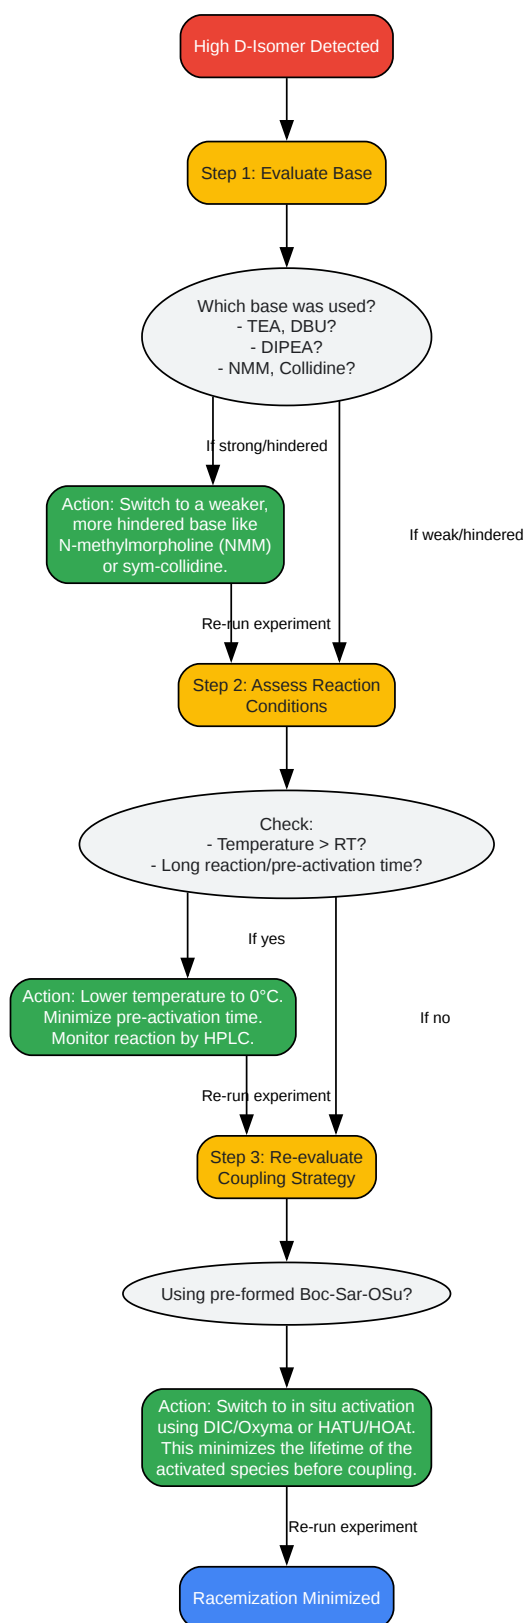 High D-Isomer Detected
Step 1: Evaluate Base
Which base was used?
- TEA, DBU?
- DIPEA?
- NMM, Collidine?
If strong/hindered
Action: Switch to a weaker,
more hindered base like
N-methylmorpholine (NMM)
or sym-collidine.
If weak/hindered
Re-run experiment
Step 2: Assess Reaction
Conditions
Check:
- Temperature > RT?
- Long reaction/pre-activation time?
If yes
Action: Lower temperature to 0°C.
Minimize pre-activation time.
Monitor reaction by HPLC.
If no
Re-run experiment
Step 3: Re-evaluate
Coupling Strategy
Using pre-formed Boc-Sar-OSu?
Action: Switch to in situ activation
using DIC/Oxyma or HATU/HOAt.
This minimizes the lifetime of the
activated species before coupling.
Re-run experiment
Racemization Minimized